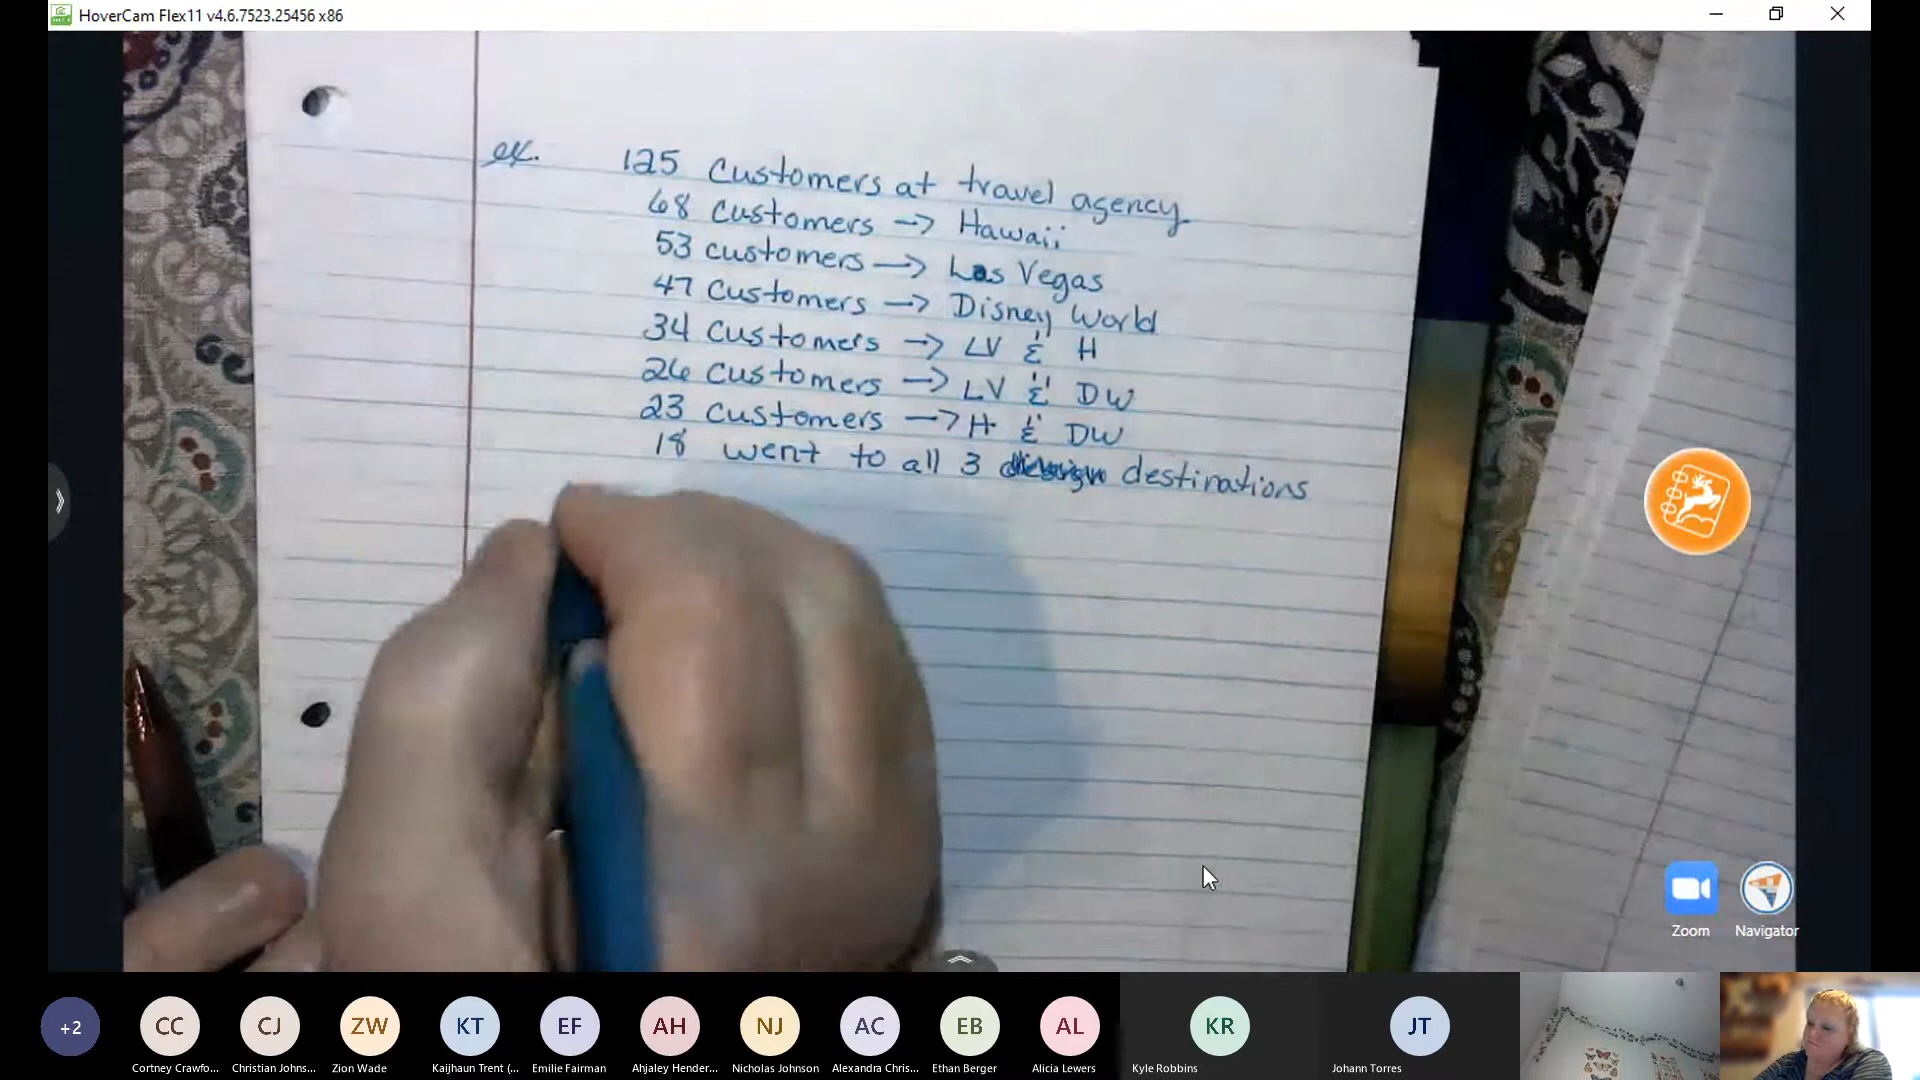 HoverCam Flex11 v4.6.7523.25456 x86
ex. 125 Customers at travel agency
68 Customers → Hawaii
53 customers → Las Vegas
47 Customers → Disney World
34 Customers → LV & H
26 Customers → LV & DW
23 Customers → H & DW
18 went to all 3 destinations
Zoom
Navigator
+2
CC
CJ
ZW
KT
EF
AH
NJ
AC
EB
AL
KR
JT
Cortney Crawfo...
Christian Johns...
Zion Wade
Kaijhaun Trent (...
Emilie Fairman
Ahjaley Hender...
Nicholas Johnson
Alexandra Chris...
Ethan Berger
Alicia Lewers
Kyle Robbins
Johann Torres